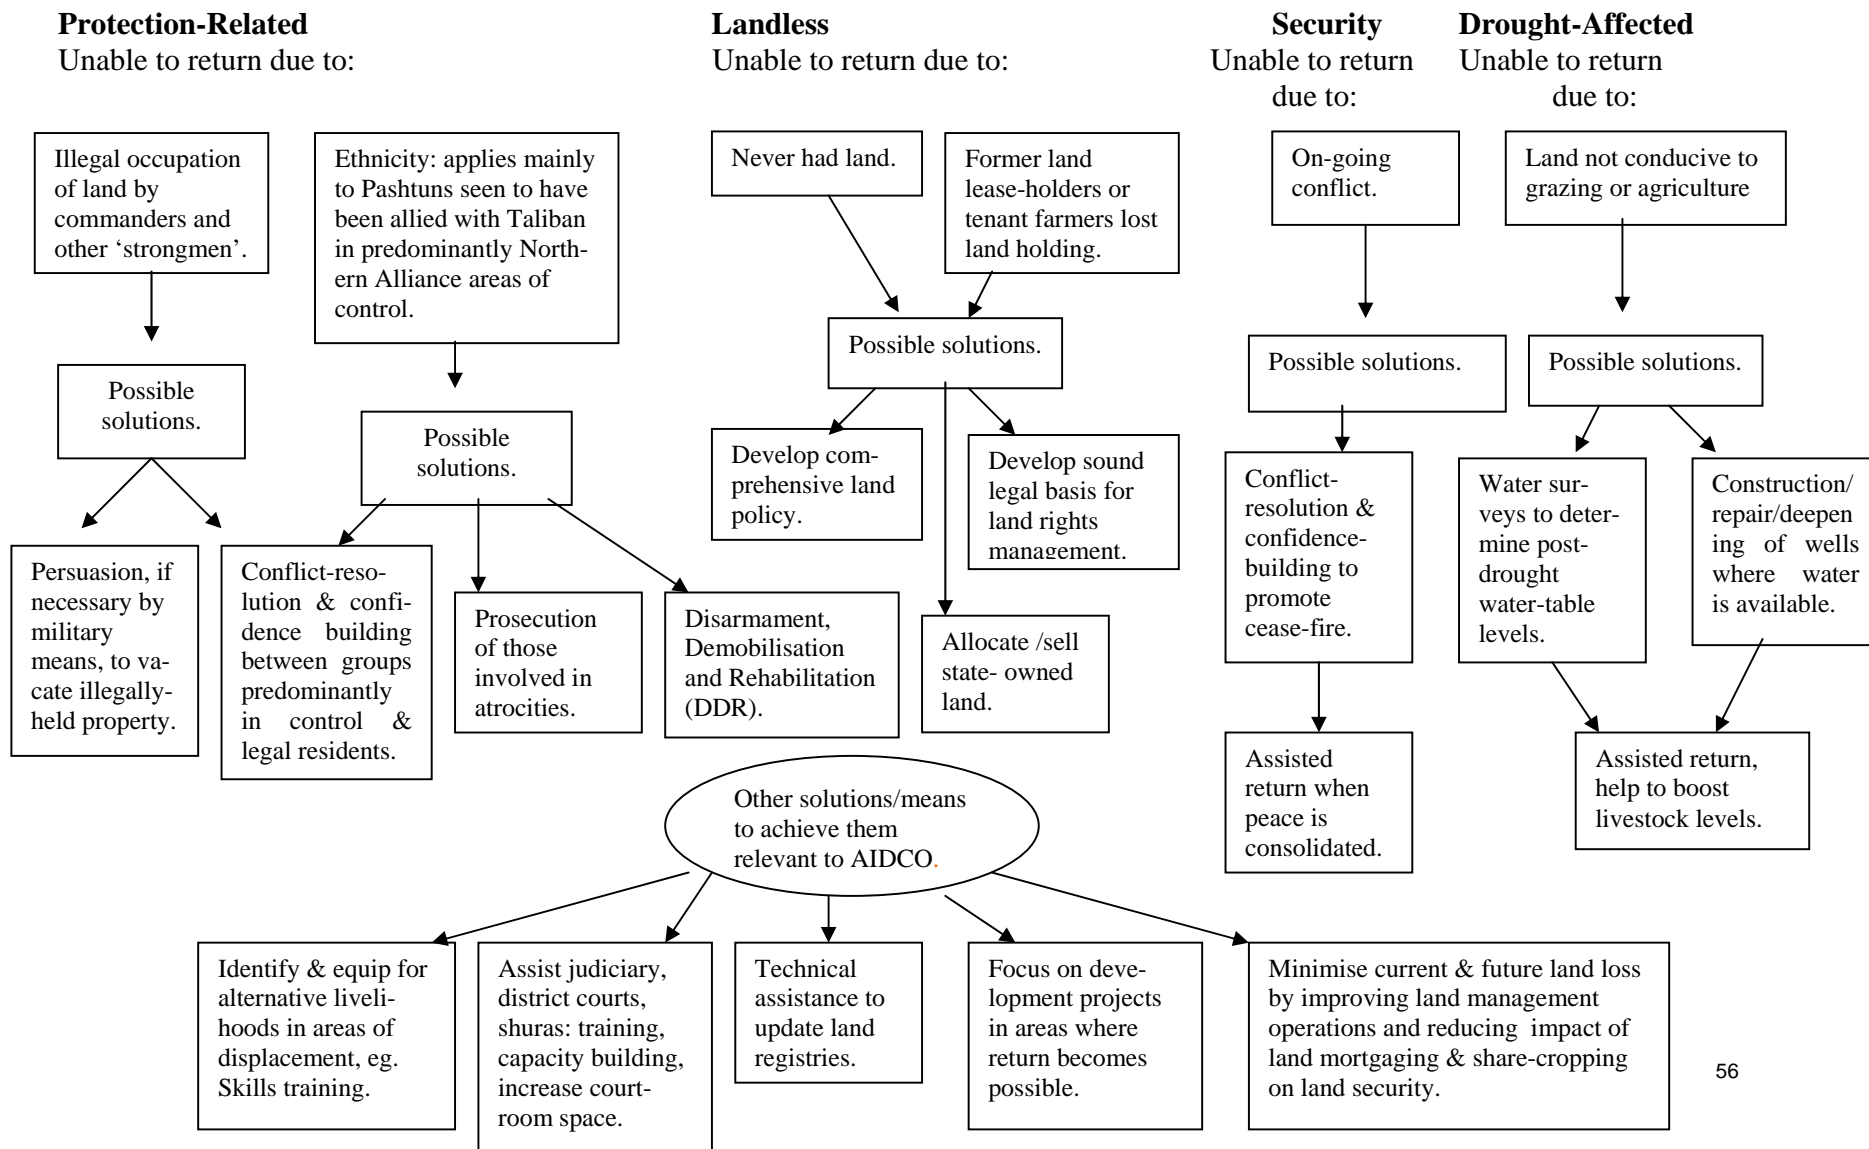 Protection-Related
Unable to return due to:
Landless
Unable to return due to:
Security
Unable to return
due to:
Drought-Affected
Unable to return
due to:
Illegal occupation
of land by
commanders and
other ‘strongmen’.
Ethnicity: applies mainly
to Pashtuns seen to have
been allied with Taliban
in predominantly North-
ern Alliance areas of
control.
Never had land.
Former land
lease-holders or
tenant farmers lost
land holding.
On-going
conflict.
Land not conducive to
grazing or agriculture
Possible
solutions.
Possible
solutions.
Possible solutions.
Possible solutions.
Possible solutions.
Persuasion, if
necessary by
military
means, to va-
cate illegally-
held property.
Conflict-reso-
lution & confi-
dence building
between groups
predominantly
in control &
legal residents.
Prosecution
of those
involved in
atrocities.
Disarmament,
Demobilisation
and Rehabilitation
(DDR).
Develop com-
prehensive land
policy.
Develop sound
legal basis for
land rights
management.
Allocate /sell
state- owned
land.
Conflict-
resolution &
confidence-
building to
promote
cease-fire.
Assisted
return when
peace is
consolidated.
Water sur-
veys to deter-
mine post-
drought
water-table
levels.
Construction/
repair/deepen
ing of wells
where water
is available.
Assisted return,
help to boost
livestock levels.
Other solutions/means
to achieve them
relevant to AIDCO.
Identify & equip for
alternative liveli-
hoods in areas of
displacement, eg.
Skills training.
Assist judiciary,
district courts,
shuras: training,
capacity building,
increase court-
room space.
Technical
assistance to
update land
registries.
Focus on deve-
lopment projects
in areas where
return becomes
possible.
Minimise current & future land loss
by improving land management
operations and reducing impact of
land mortgaging & share-cropping
on land security.
56